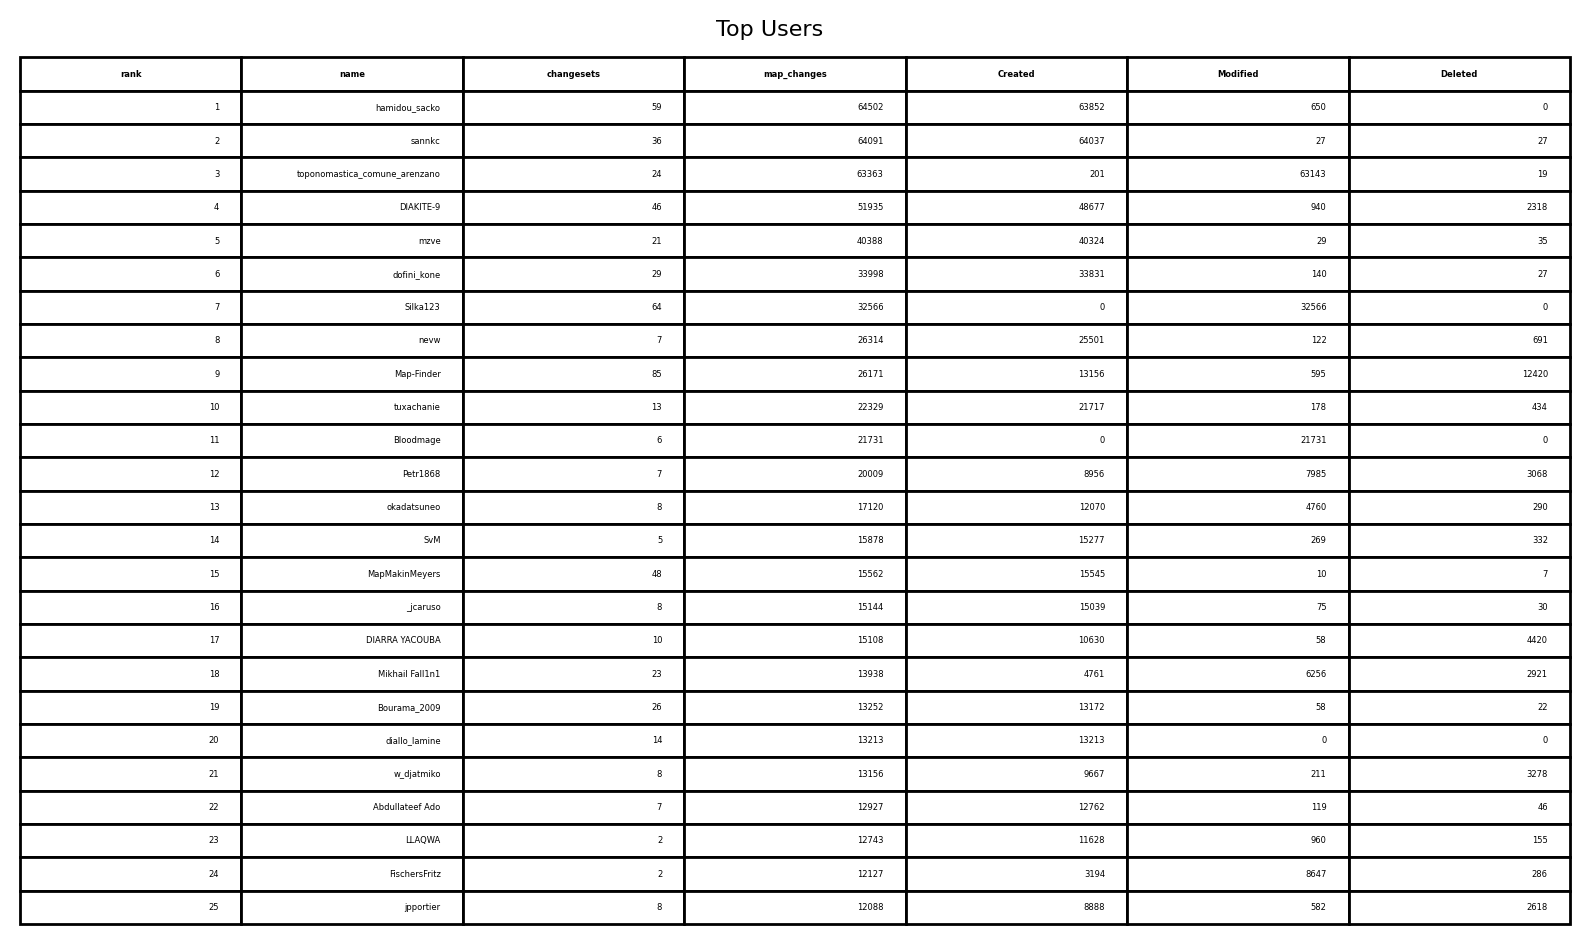 Top Users
rank name changesets map_changes Created Modified Deleted
1 hamidou_sacko 59 64502 63852 650 0
2 sannkc 36 64091 64037 27 27
3 toponomastica_comune_arenzano 24 63363 201 63143 19
4 DIAKITE-9 46 51935 48677 940 2318
5 mzve 21 40388 40324 29 35
6 dofini_kone 29 33998 33831 140 27
7 Silka123 64 32566 0 32566 0
8 nevw 7 26314 25501 122 691
9 Map-Finder 85 26171 13156 595 12420
10 tuxachanie 13 22329 21717 178 434
11 Bloodmage 6 21731 0 21731 0
12 Petr1868 7 20009 8956 7985 3068
13 okadatsuneo 8 17120 12070 4760 290
14 SvM 5 15878 15277 269 332
15 MapMakinMeyers 48 15562 15545 10 7
16 _jcaruso 8 15144 15039 75 30
17 DIARRA YACOUBA 10 15108 10630 58 4420
18 Mikhail Fall1n1 23 13938 4761 6256 2921
19 Bourama_2009 26 13252 13172 58 22
20 diallo_lamine 14 13213 13213 0 0
21 w_djatmiko 8 13156 9667 211 3278
22 Abdullateef Ado 7 12927 12762 119 46
23 LLAQWA 2 12743 11628 960 155
24 FischersFritz 2 12127 3194 8647 286
25 jpportier 8 12088 8888 582 2618